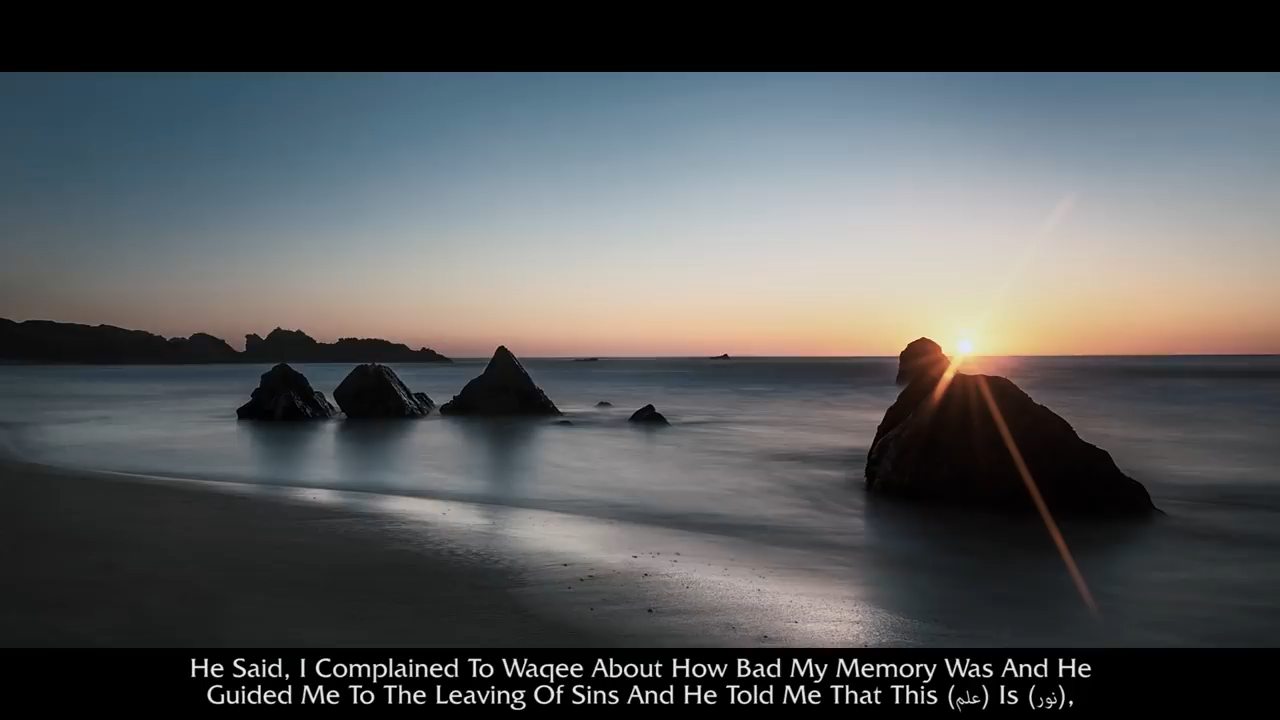 He Said, I Complained To Waqee About How Bad My Memory Was And He
Guided Me To The Leaving Of Sins And He Told Me That This (علم) Is (نور),